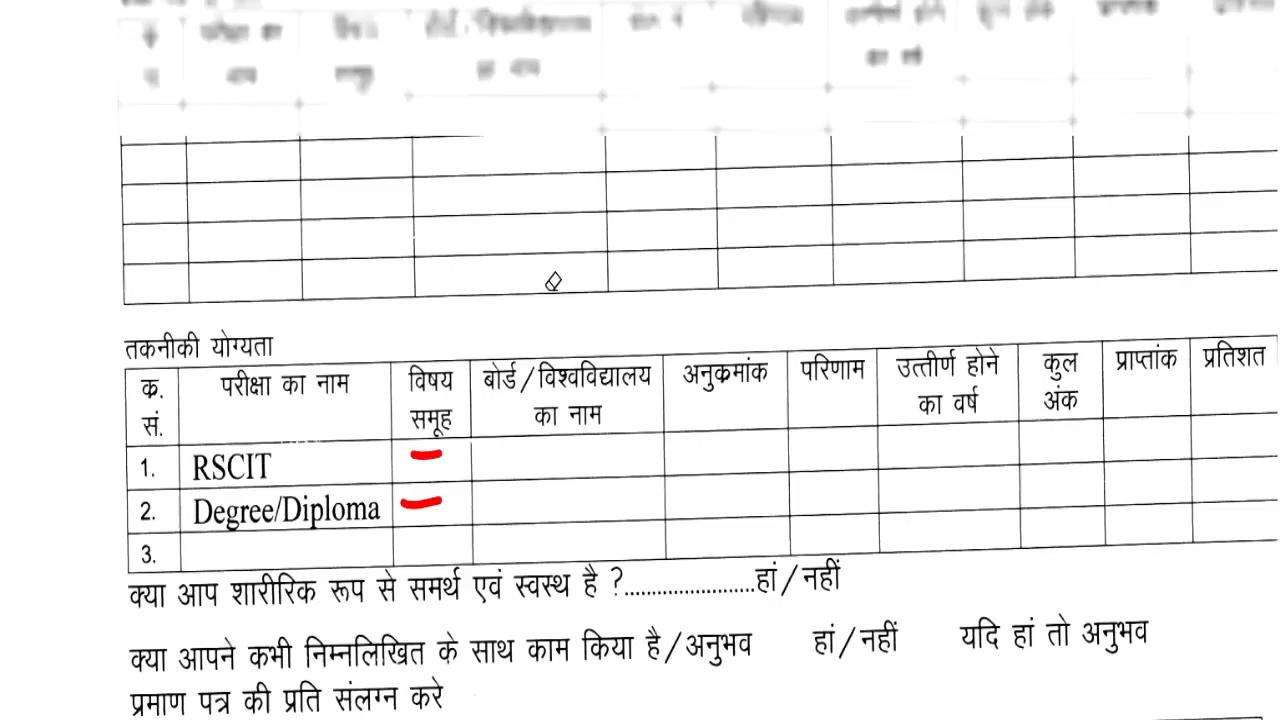 तकनीकी योग्यता
क्र. सं. परीक्षा का नाम विषय समूह बोर्ड/विश्वविद्यालय का नाम अनुक्रमांक परिणाम उत्तीर्ण होने का वर्ष कुल अंक प्राप्तांक प्रतिशत
1. RSCIT
2. Degree/Diploma
3.
क्या आप शारीरिक रूप से समर्थ एवं स्वस्थ है ?........................हां/नहीं
क्या आपने कभी निम्नलिखित के साथ काम किया है/अनुभव हां/नहीं यदि हां तो अनुभव
प्रमाण पत्र की प्रति संलग्न करे